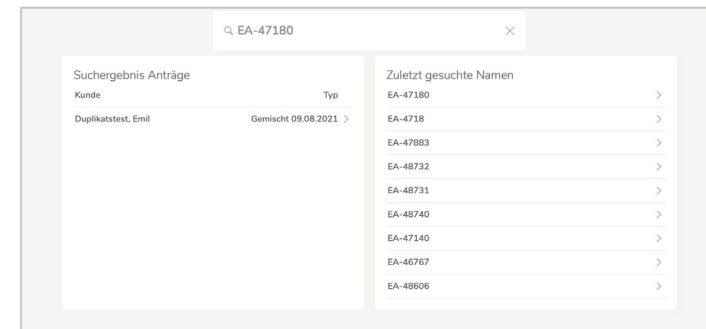 EA-47180
Suchergebnis Anträge
Kunde Typ
Duplikatstest, Emil Gemischt 09.08.2021
Zuletzt gesuchte Namen
EA-47180
EA-4718
EA-47883
EA-48732
EA-48731
EA-48740
EA-47140
EA-46767
EA-48606